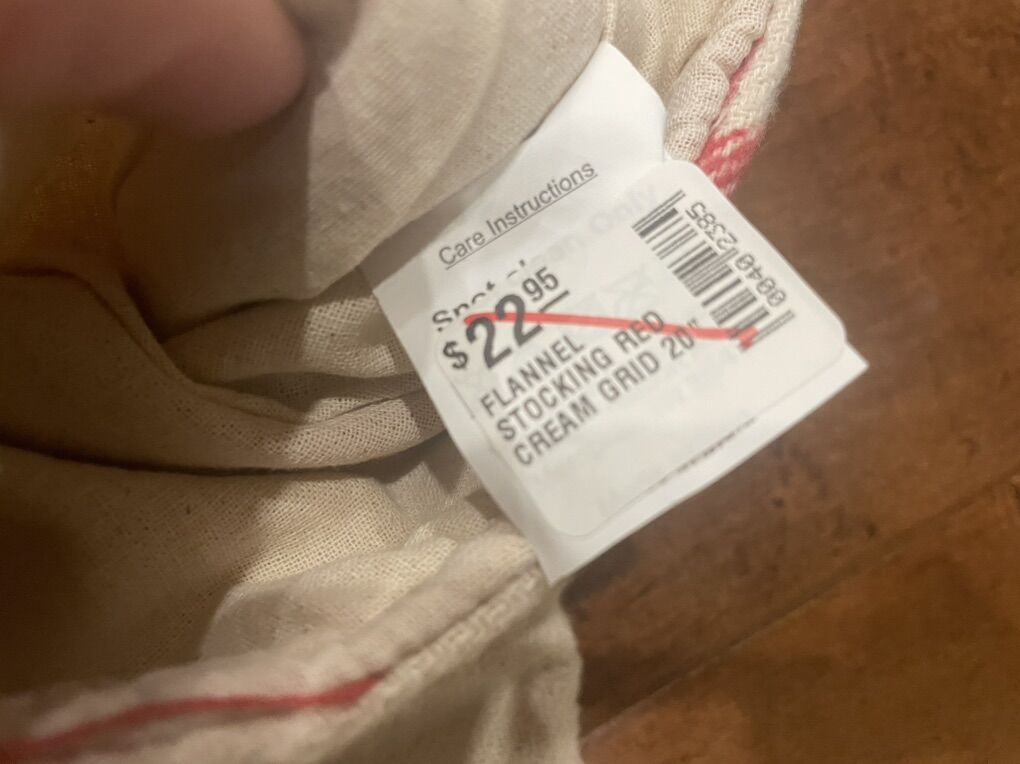 Care Instructions
$22.95
FLANNEL
STOCKING RED
CREAM GRID 20"